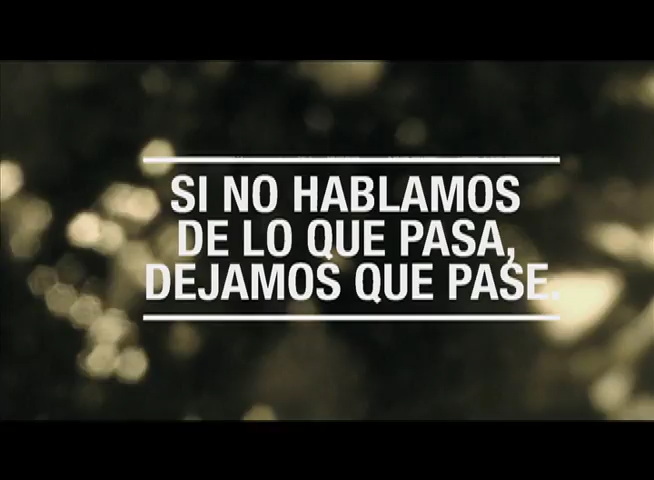 SI NO HABLAMOS
DE LO QUE PASA,
DEJAMOS QUE PASE.